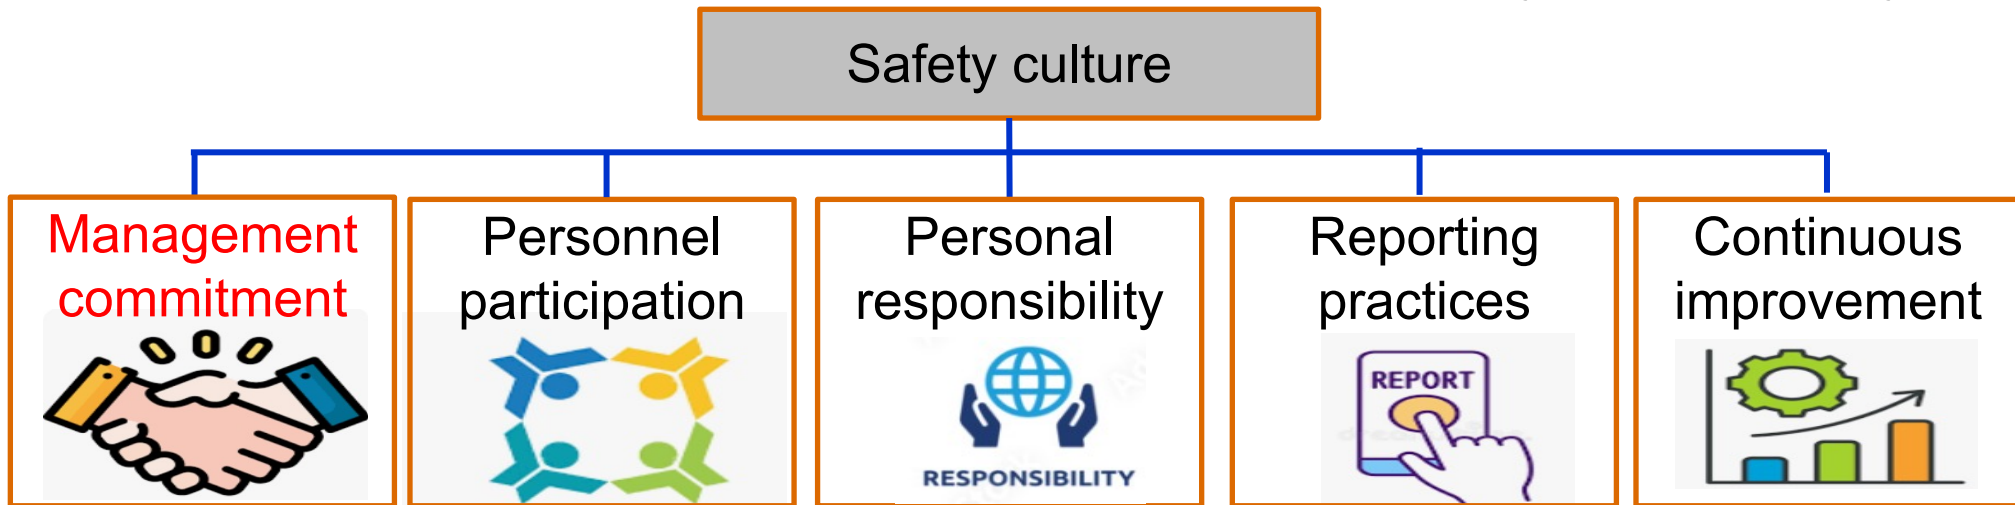 Safety culture
Management
commitment
Personnel
participation
Personal
responsibility
RESPONSIBILITY
Reporting
practices
REPORT
Continuous
improvement